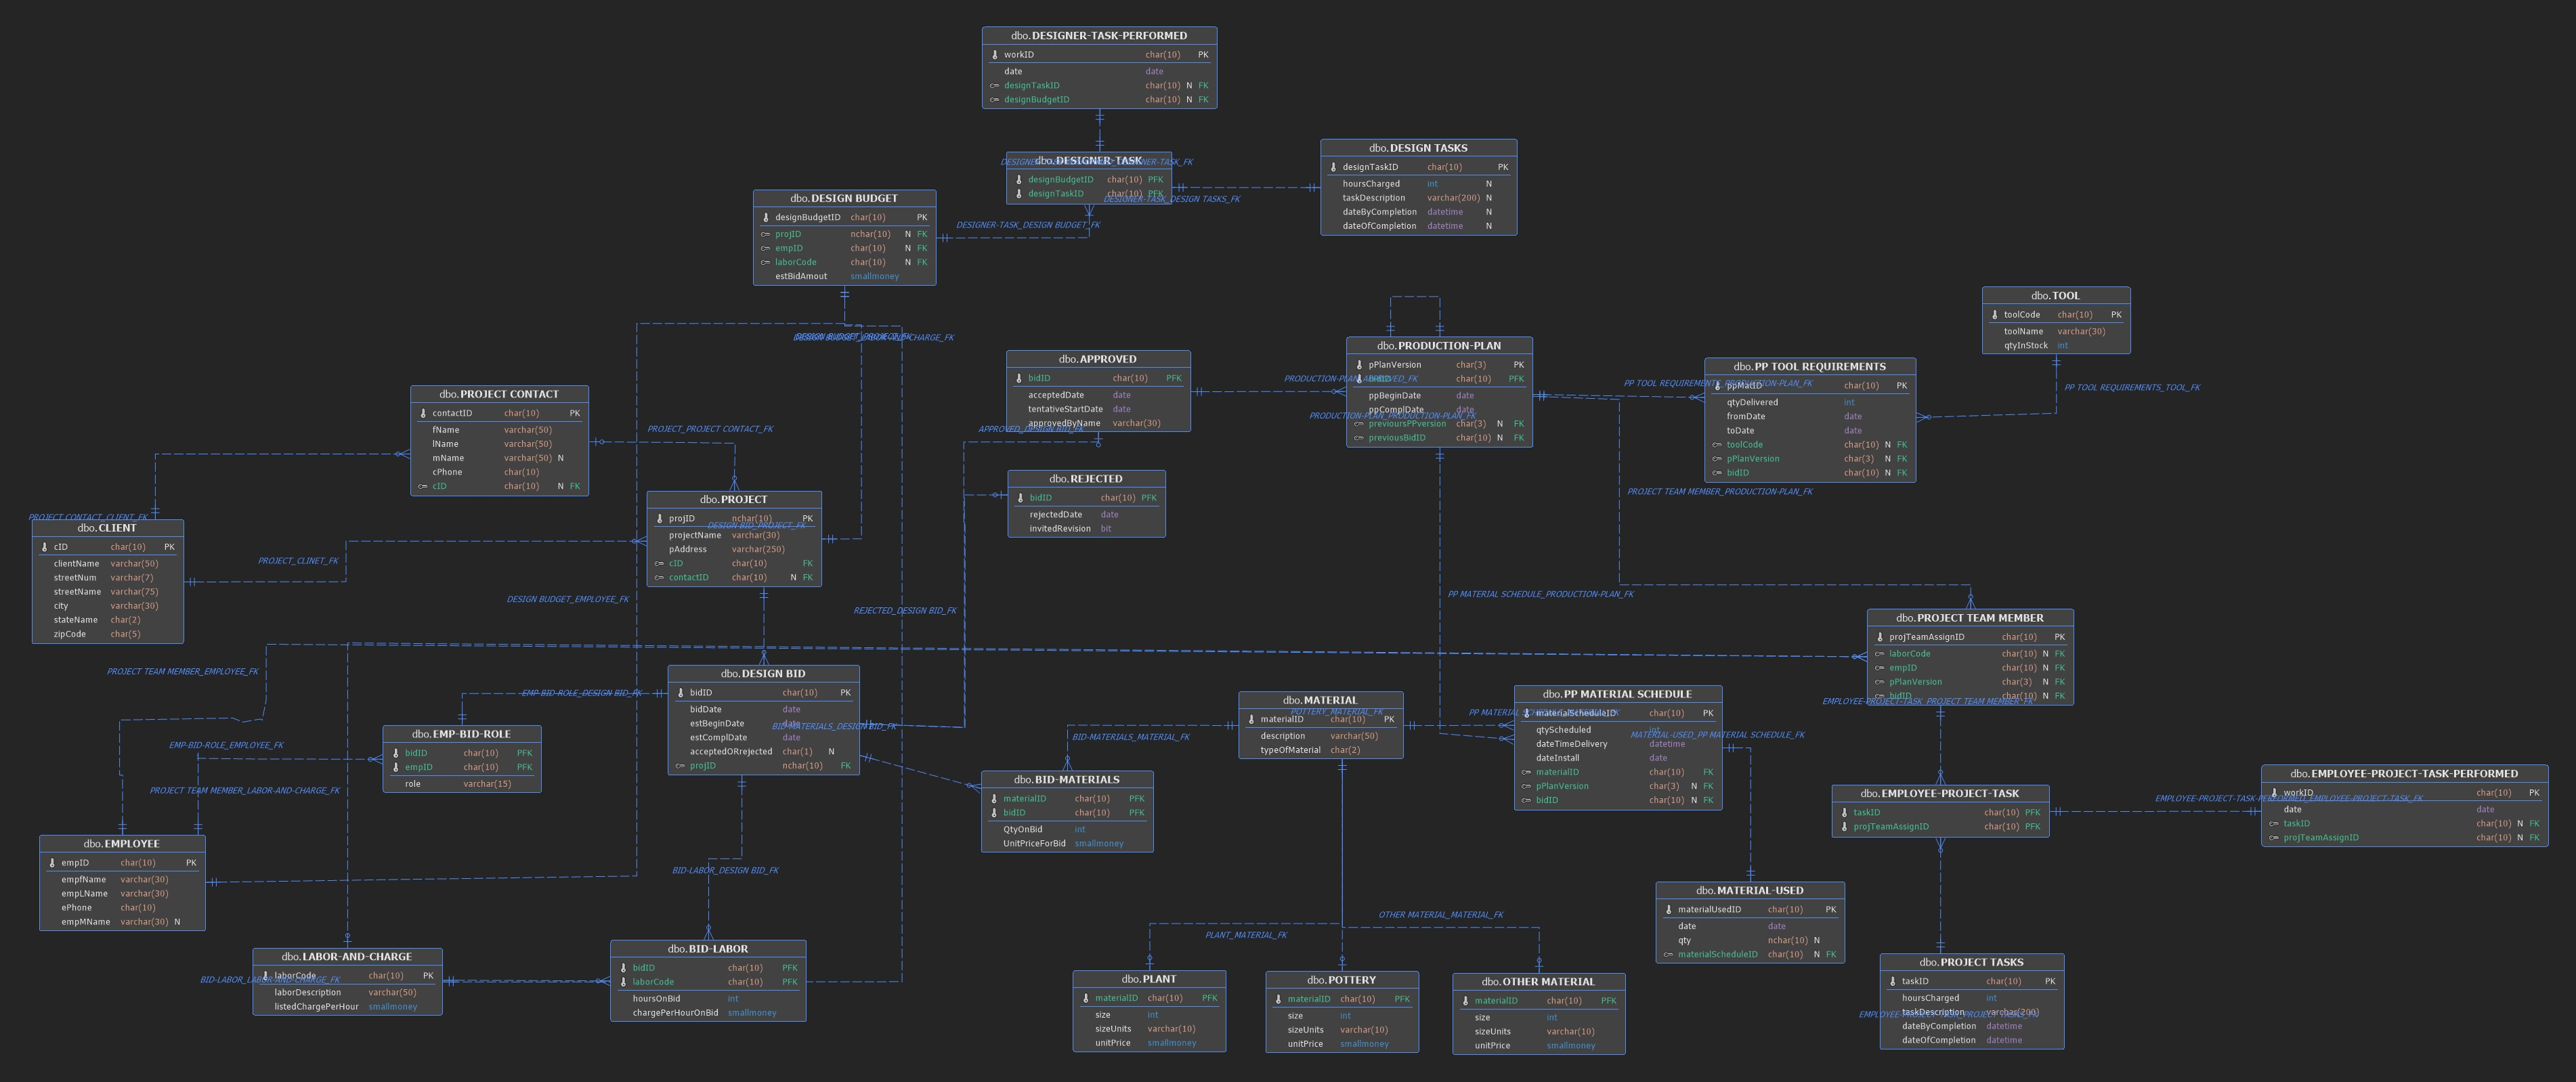 dbo.DESIGNER-TASK-PERFORMED
workID char(10) PK
date date
designTaskID char(10) N FK
designBudgetID char(10) N FK
dbo.DESIGNER-TASK
designBudgetID char(10) PFK
designTaskID char(10) PFK
DESIGNER-TASK_DESIGN TASKS_FK
dbo.DESIGN TASKS
designTaskID char(10) PK
hoursCharged int N
taskDescription varchar(200) N
dateByCompletion datetime N
dateOfCompletion datetime N
dbo.DESIGN BUDGET
designBudgetID char(10) PK
projID nchar(10) N FK
empID char(10) N FK
laborCode char(10) N FK
estBidAmout smallmoney
DESIGNER-TASK_DESIGN BUDGET_FK
dbo.TOOL
toolCode char(10) PK
toolName varchar(30)
qtyInStock int
PP TOOL REQUIREMENTS_TOOL_FK
dbo.APPROVED
bidID char(10) PFK
acceptedDate date
tentativeStartDate date
approvedByName varchar(30)
APPROVED_DESIGN BID_FK
dbo.PRODUCTION-PLAN
pPlanVersion char(3) PK
char(10) PFK
ppBeginDate date
ppComplDate date
previoursPPversion char(3) N FK
previousBidID char(10) N FK
PRODUCTION-PLAN_APPROVED_FK
PRODUCTION-PLAN_PRODUCTION-PLAN_FK
dbo.PP TOOL REQUIREMENTS
ppMatID char(10) PK
qtyDelivered int
fromDate date
toDate date
toolCode char(10) N FK
pPlanVersion char(3) N FK
bidID char(10) N FK
PP TOOL REQUIREMENTS_PRODUCTION-PLAN_FK
PROJECT TEAM MEMBER_PRODUCTION-PLAN_FK
dbo.PROJECT CONTACT
contactID char(10) PK
fName varchar(50)
lName varchar(50)
mName varchar(50) N
cPhone char(10)
cID char(10) N FK
PROJECT_PROJECT CONTACT_FK
PROJECT CONTACT_CLIENT_FK
dbo.REJECTED
bidID char(10) PFK
rejectedDate date
invitedRevision bit
REJECTED_DESIGN BID_FK
dbo.PROJECT
projID nchar(10) PK
projectName varchar(30)
pAddress varchar(250)
cID char(10) FK
contactID char(10) N FK
DESIGN BID_PROJECT_FK
dbo.CLIENT
cID char(10) PK
clientName varchar(50)
streetNum varchar(7)
streetName varchar(75)
city varchar(30)
stateName char(2)
zipCode char(5)
PROJECT_CLINET_FK
DESIGN BUDGET_EMPLOYEE_FK
PP MATERIAL SCHEDULE_PRODUCTION-PLAN_FK
dbo.PROJECT TEAM MEMBER
projTeamAssignID char(10) PK
laborCode char(10) N FK
empID char(10) N FK
pPlanVersion char(3) N FK
bidID char(10) N FK
EMPLOYEE-PROJECT-TASK_PROJECT TEAM MEMBER_FK
PROJECT TEAM MEMBER_EMPLOYEE_FK
dbo.DESIGN BID
bidID char(10) PK
bidDate date
estBeginDate date
estComplDate date
acceptedORrejected char(1) N
projID nchar(10) FK
EMP-BID-ROLE_DESIGN BID_FK
BID-MATERIALS_DESIGN BID_FK
dbo.MATERIAL
materialID char(10) PK
description varchar(50)
typeOfMaterial char(2)
POTTERY_MATERIAL_FK
BID-MATERIALS_MATERIAL_FK
dbo.PP MATERIAL SCHEDULE
materialScheduleID char(10) PK
qtyScheduled int
dateTimeDelivery datetime
dateInstall date
materialID char(10) FK
pPlanVersion char(3) N FK
bidID char(10) N FK
MATERIAL-USED_PP MATERIAL SCHEDULE_FK
dbo.EMP-BID-ROLE
bidID char(10) PFK
empID char(10) PFK
role varchar(15)
EMP-BID-ROLE_EMPLOYEE_FK
PROJECT TEAM MEMBER_LABOR-AND-CHARGE_FK
dbo.BID-MATERIALS
materialID char(10) PFK
bidID char(10) PFK
QtyOnBid int
UnitPriceForBid smallmoney
dbo.EMPLOYEE-PROJECT-TASK
taskID char(10) PFK
projTeamAssignID char(10) PFK
dbo.EMPLOYEE-PROJECT-TASK-PERFORMED
workID char(10) PK
date date
taskID char(10) N FK
projTeamAssignID char(10) N FK
EMPLOYEE-PROJECT-TASK-PERFORMED_EMPLOYEE-PROJECT-TASK_FK
dbo.EMPLOYEE
empID char(10) PK
empfName varchar(30)
empLName varchar(30)
ePhone char(10)
empMName varchar(30) N
BID-LABOR_DESIGN BID_FK
dbo.MATERIAL-USED
materialUsedID char(10) PK
date date
qty nchar(10) N
materialScheduleID char(10) N FK
OTHER MATERIAL_MATERIAL_FK
PLANT_MATERIAL_FK
dbo.LABOR-AND-CHARGE
laborCode char(10) PK
laborDescription varchar(50)
listedChargePerHour smallmoney
BID-LABOR_LABOR-AND-CHARGE_FK
dbo.BID-LABOR
bidID char(10) PFK
laborCode char(10) PFK
hoursOnBid int
chargePerHourOnBid smallmoney
dbo.PLANT
materialID char(10) PFK
size int
sizeUnits varchar(10)
unitPrice smallmoney
dbo.POTTERY
materialID char(10) PFK
size int
sizeUnits varchar(10)
unitPrice smallmoney
dbo.OTHER MATERIAL
materialID char(10) PFK
size int
sizeUnits varchar(10)
unitPrice smallmoney
dbo.PROJECT TASKS
taskID char(10) PK
hoursCharged int
taskDescription varchar(200)
dateByCompletion datetime
dateOfCompletion datetime
EMPLOYEE-PROJECT-TASK_PROJECT TASKS_FK